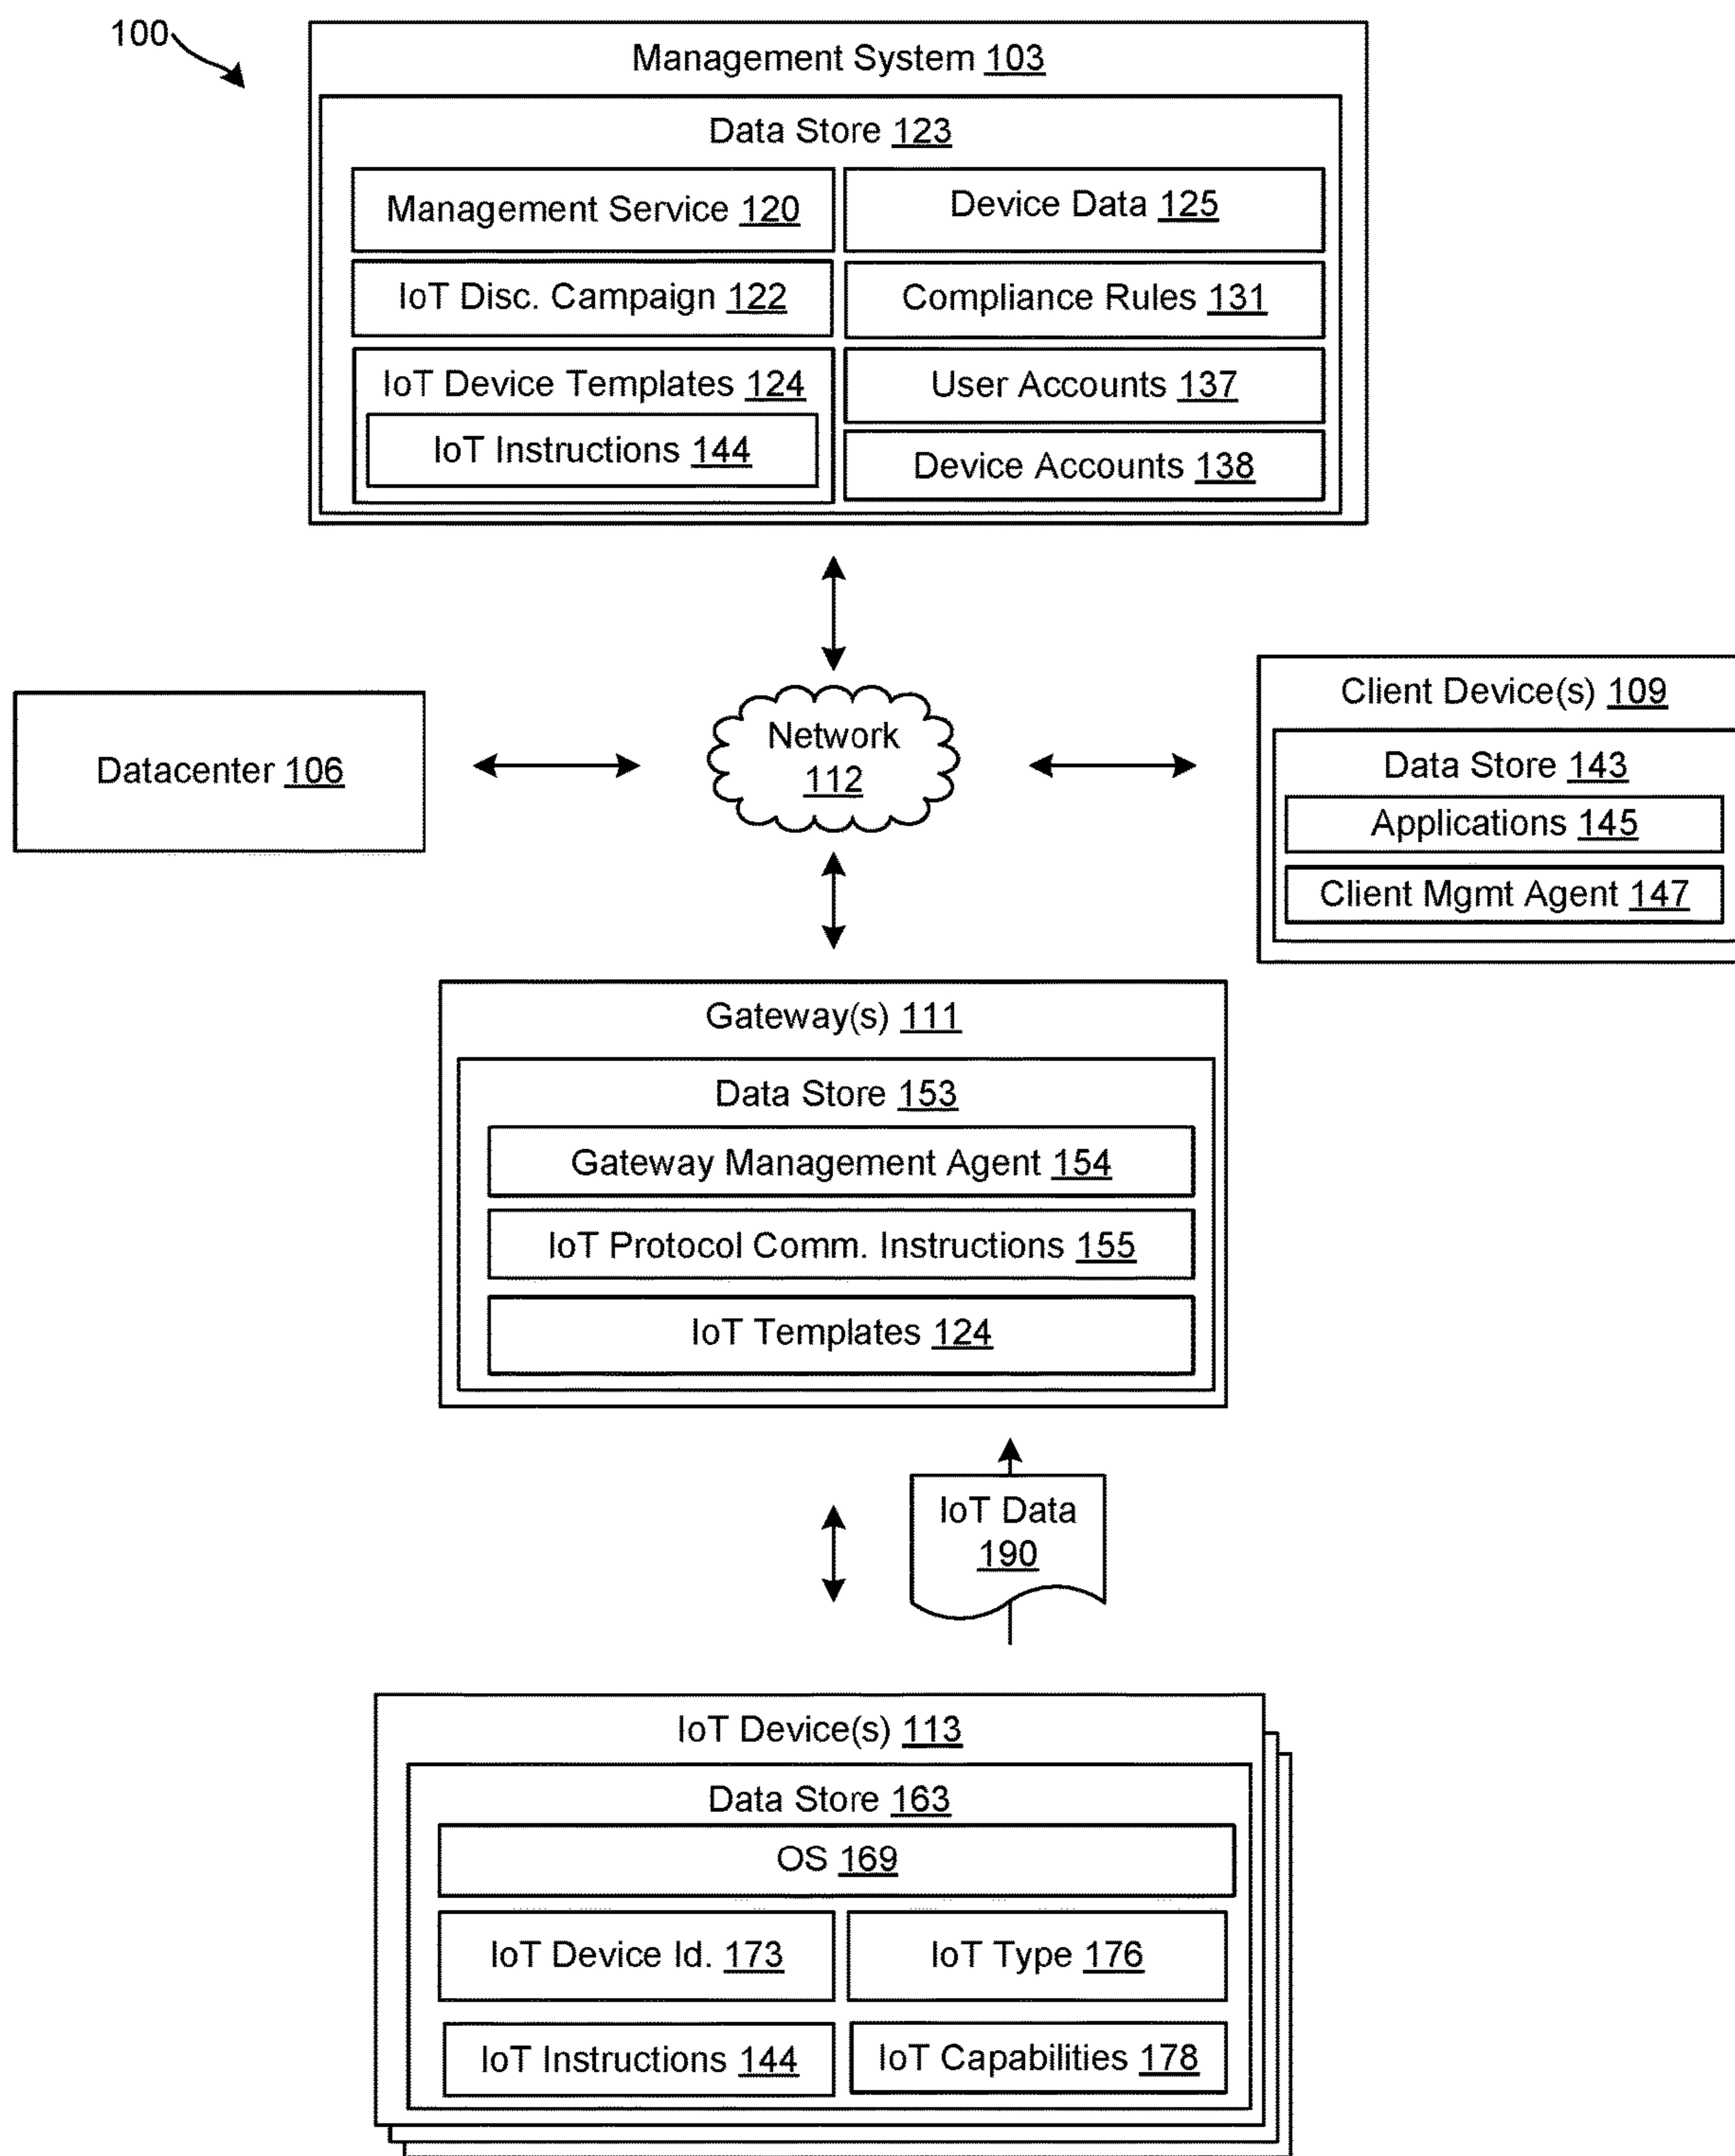 100
Management System 103
Data Store 123
Management Service 120
Device Data 125
IoT Disc. Campaign 122
Compliance Rules 131
IoT Device Templates 124
User Accounts 137
IoT Instructions 144
Device Accounts 138
Datacenter 106
Network
112
Client Device(s) 109
Data Store 143
Applications 145
Client Mgmt Agent 147
Gateway(s) 111
Data Store 153
Gateway Management Agent 154
IoT Protocol Comm. Instructions 155
IoT Templates 124
IoT Data
190
IoT Device(s) 113
Data Store 163
OS 169
IoT Device Id. 173
IoT Type 176
IoT Instructions 144
IoT Capabilities 178